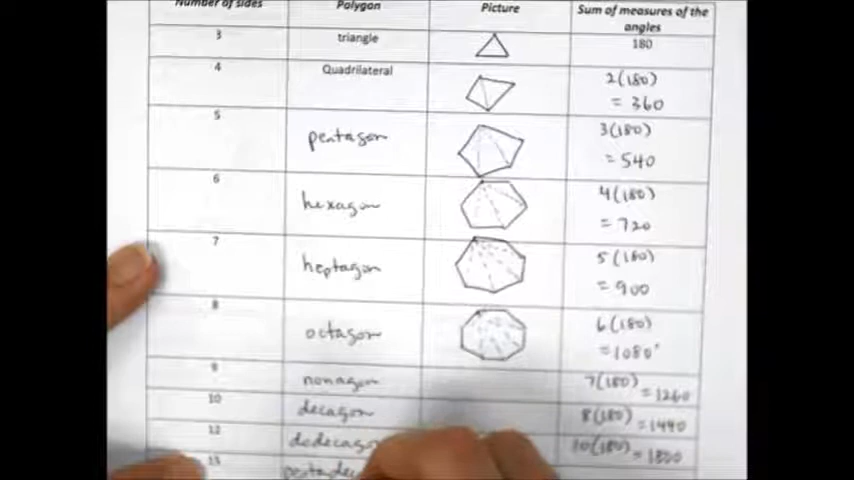 Number of sides Polygon Picture Sum of measures of the angles
3 triangle 180
4 Quadrilateral 2(180)
= 360
5 pentagon 3(180)
= 540
6 hexagon 4(180)
= 720
7 heptagon 5(180)
= 900
8 octagon 6(180)
= 1080°
9 nonagon 7(180) = 1260
10 decagon 8(180) = 1440
12 dodecagon 10(180) = 1800
15